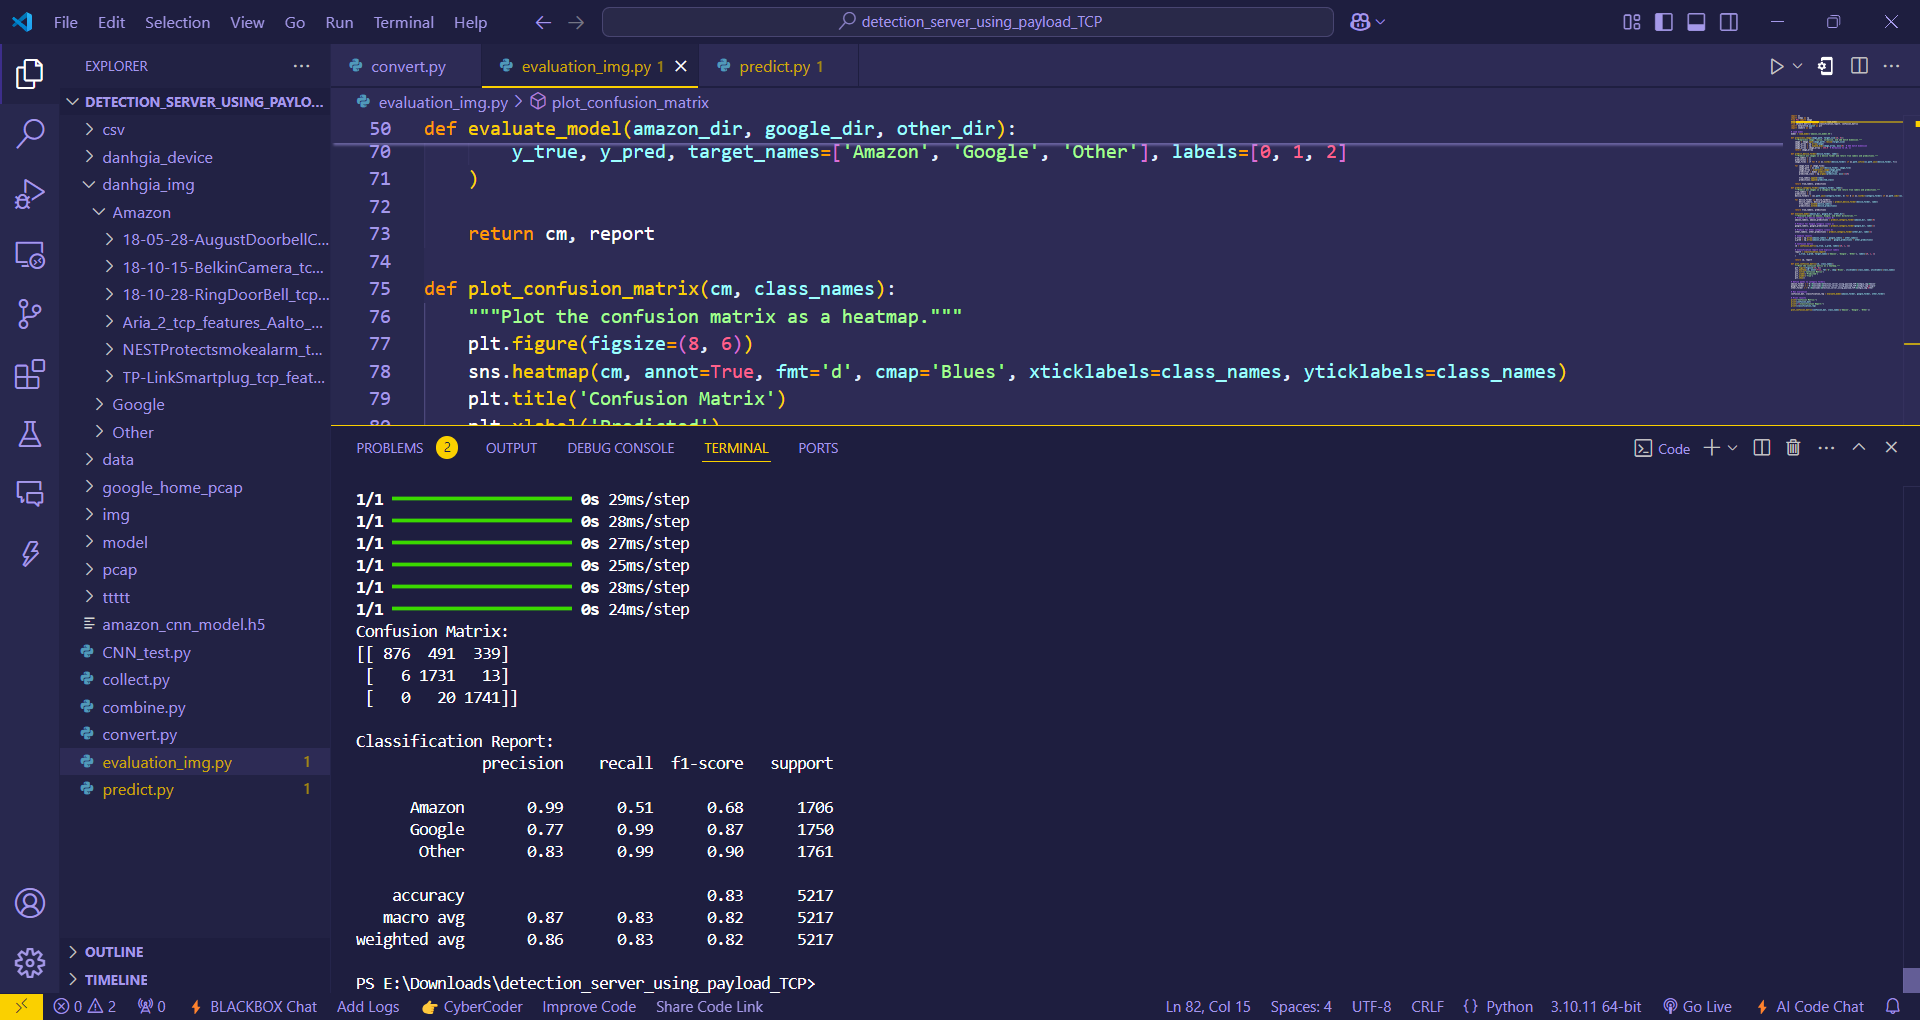 File Edit Selection View Go Run Terminal Help
detection_server_using_payload_TCP
EXPLORER
DETECTION_SERVER_USING_PAYLO...
csv
danhgia_device
danhgia_img
Amazon
18-05-28-AugustDoorbellC...
18-10-15-BelkinCamera_tc...
18-10-28-RingDoorBell_tcp...
Aria_2_tcp_features_Aalto_...
NESTProtectsmokealarm_t...
TP-LinkSmartplug_tcp_feat...
Google
Other
data
google_home_pcap
img
model
pcap
ttttt
amazon_cnn_model.h5
CNN_test.py
collect.py
combine.py
convert.py
evaluation_img.py 1
predict.py 1
OUTLINE
TIMELINE
convert.py
evaluation_img.py 1
predict.py 1
evaluation_img.py > plot_confusion_matrix
50 def evaluate_model(amazon_dir, google_dir, other_dir):
70 y_true, y_pred, target_names=['Amazon', 'Google', 'Other'], labels=[0, 1, 2]
71 )
72
73 return cm, report
74
75 def plot_confusion_matrix(cm, class_names):
76 """Plot the confusion matrix as a heatmap."""
77 plt.figure(figsize=(8, 6))
78 sns.heatmap(cm, annot=True, fmt='d', cmap='Blues', xticklabels=class_names, yticklabels=class_names)
79 plt.title('Confusion Matrix')
80 plt.xlabel('Predicted')
PROBLEMS 2 OUTPUT DEBUG CONSOLE TERMINAL PORTS
Code
1/1 0s 29ms/step
1/1 0s 28ms/step
1/1 0s 27ms/step
1/1 0s 25ms/step
1/1 0s 28ms/step
1/1 0s 24ms/step
Confusion Matrix:
[[ 876 491 339]
[ 6 1731 13]
[ 0 20 1741]]
Classification Report:
precision recall f1-score support
Amazon 0.99 0.51 0.68 1706
Google 0.77 0.99 0.87 1750
Other 0.83 0.99 0.90 1761
accuracy 0.83 5217
macro avg 0.87 0.83 0.82 5217
weighted avg 0.86 0.83 0.82 5217
PS E:\Downloads\detection_server_using_payload_TCP>
0 2 0 BLACKBOX Chat Add Logs CyberCoder Improve Code Share Code Link Ln 82, Col 15 Spaces: 4 UTF-8 CRLF {} Python 3.10.11 64-bit Go Live AI Code Chat